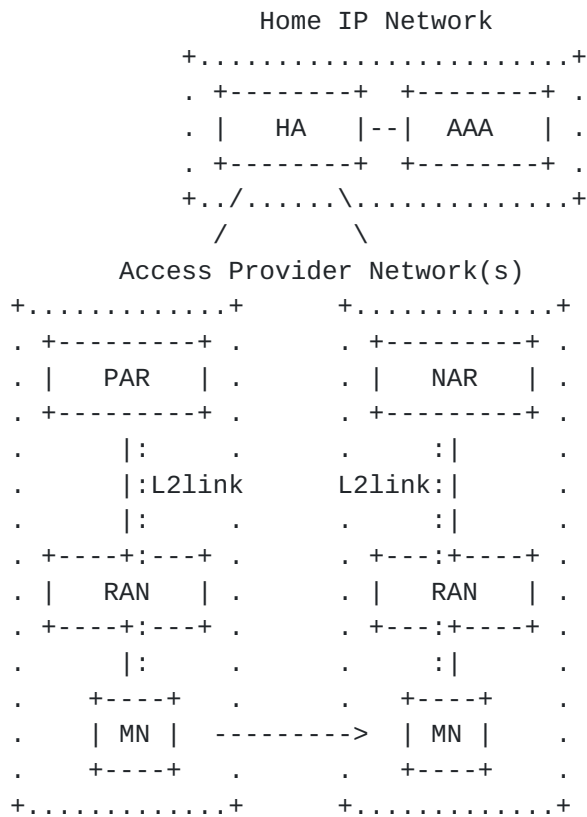 Home IP Network
+........................+
. +--------+  +--------+ .
. |   HA   |--|  AAA   | .
. +--------+  +--------+ .
+../......\..............+
/        \
Access Provider Network(s)
+.............+      +.............+
. +---------+ .      . +---------+ .
. |   PAR   | .      . |   NAR   | .
. +---------+ .      . +---------+ .
.      |:     .      .     :|      .
.      |:L2link      L2link:|      .
.      |:     .      .     :|      .
. +----+:---+ .      . +---:+----+ .
. |   RAN   | .      . |   RAN    | .
. +----+:---+ .      . +---:+----+ .
.      |:     .      .     :|      .
.    +----+   .      .   +----+    .
.    | MN |  ---------->  | MN |    .
.    +----+   .      .   +----+    .
+.............+      +.............+